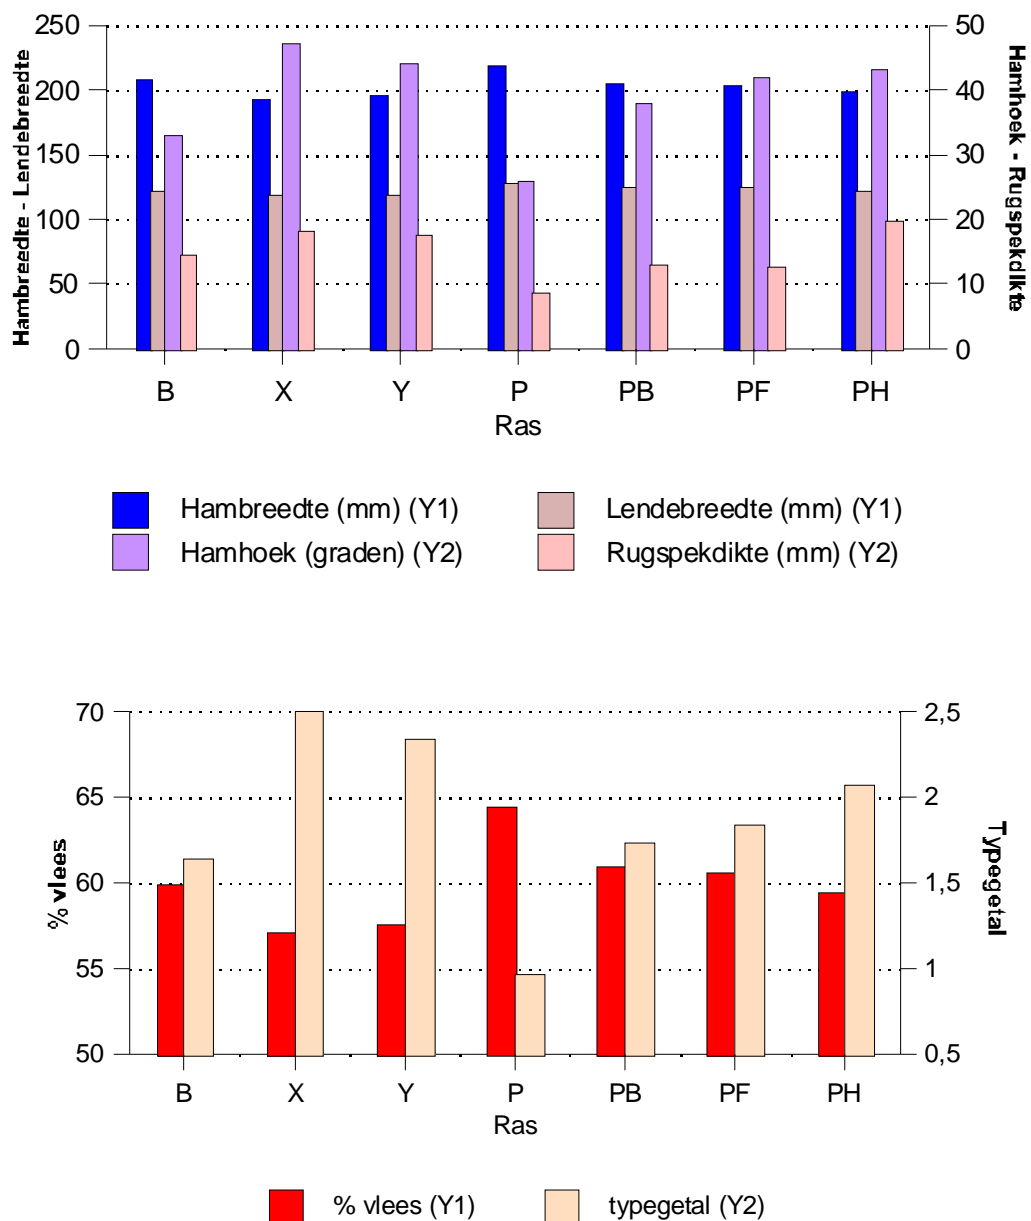 250
200
150
100
50
0
Hambreedte - Lendebreedte
50
40
30
20
10
0
Hamhoek - Rugspekdikte
B X Y P PB PF PH
Ras
Hambreedte (mm) (Y1) Lendebreedte (mm) (Y1)
Hamhoek (graden) (Y2) Rugspekdikte (mm) (Y2)
70
65
60
55
50
% vlees
2,5
2
1,5
1
0,5
Typegetal
B X Y P PB PF PH
Ras
% vlees (Y1) typegetal (Y2)